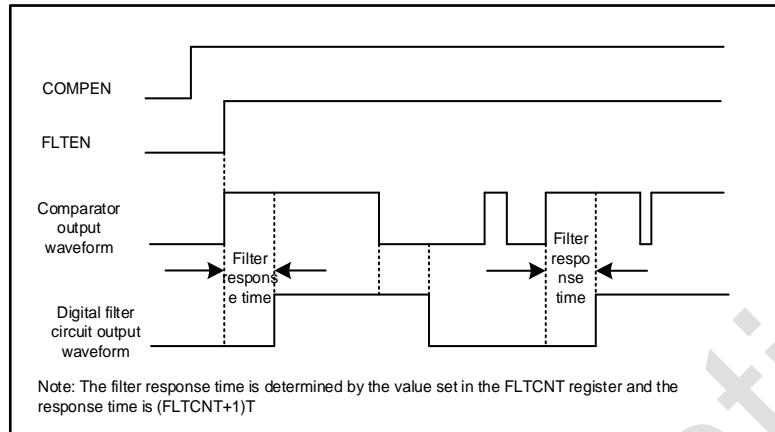 COMPEN
FLTEN
Comparator
output
waveform
Filter
respons
e time
Filter
respo
nse
time
Digital filter
circuit output
waveform
Note: The filter response time is determined by the value set in the FLTCNT register and the
response time is (FLTCNT+1)T